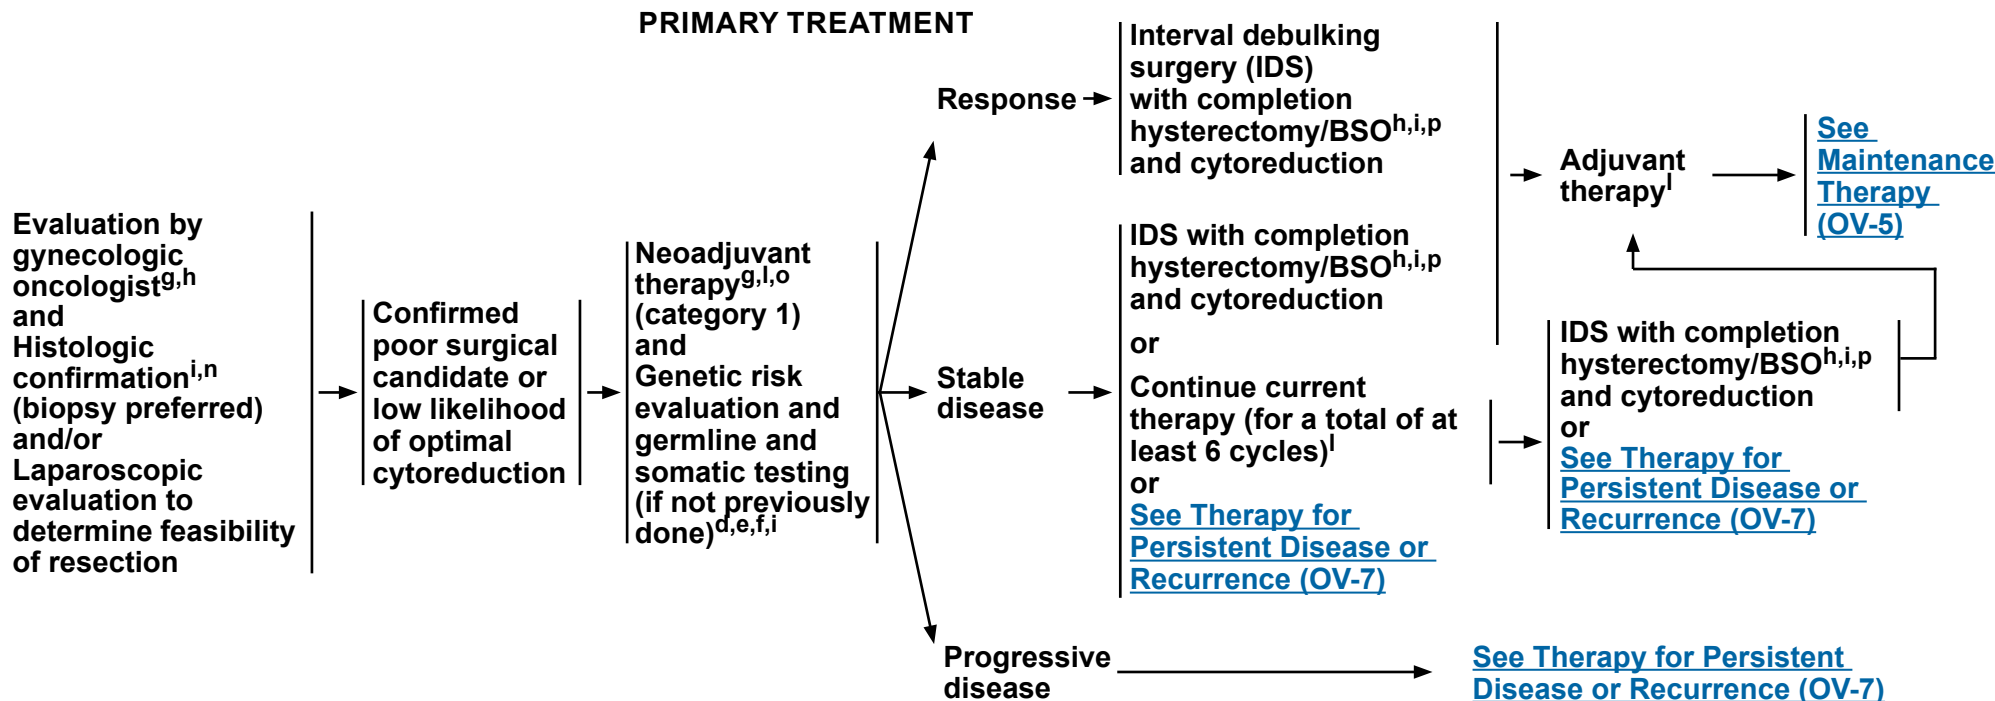 PRIMARY TREATMENT
Evaluation by
gynecologic
oncologistg,h
and
Histologic
confirmationi,n
(biopsy preferred)
and/or
Laparoscopic
evaluation to
determine feasibility
of resection
Confirmed
poor surgical
candidate or
low likelihood
of optimal
cytoreduction
Neoadjuvant
therapyg,l,o
(category 1)
and
Genetic risk
evaluation and
germline and
somatic testing
(if not previously
done)d,e,f,i
Response
Interval debulking
surgery (IDS)
with completion
hysterectomy/BSOh,i,p
and cytoreduction
Stable
disease
IDS with completion
hysterectomy/BSOh,i,p
and cytoreduction
or
Continue current
therapy (for a total of at
least 6 cycles)l
or
See Therapy for
Persistent Disease or
Recurrence (OV-7)
Adjuvant
therapyl
See
Maintenance
Therapy
(OV-5)
IDS with completion
hysterectomy/BSOh,i,p
and cytoreduction
or
See Therapy for
Persistent Disease or
Recurrence (OV-7)
Progressive
disease
See Therapy for Persistent
Disease or Recurrence (OV-7)